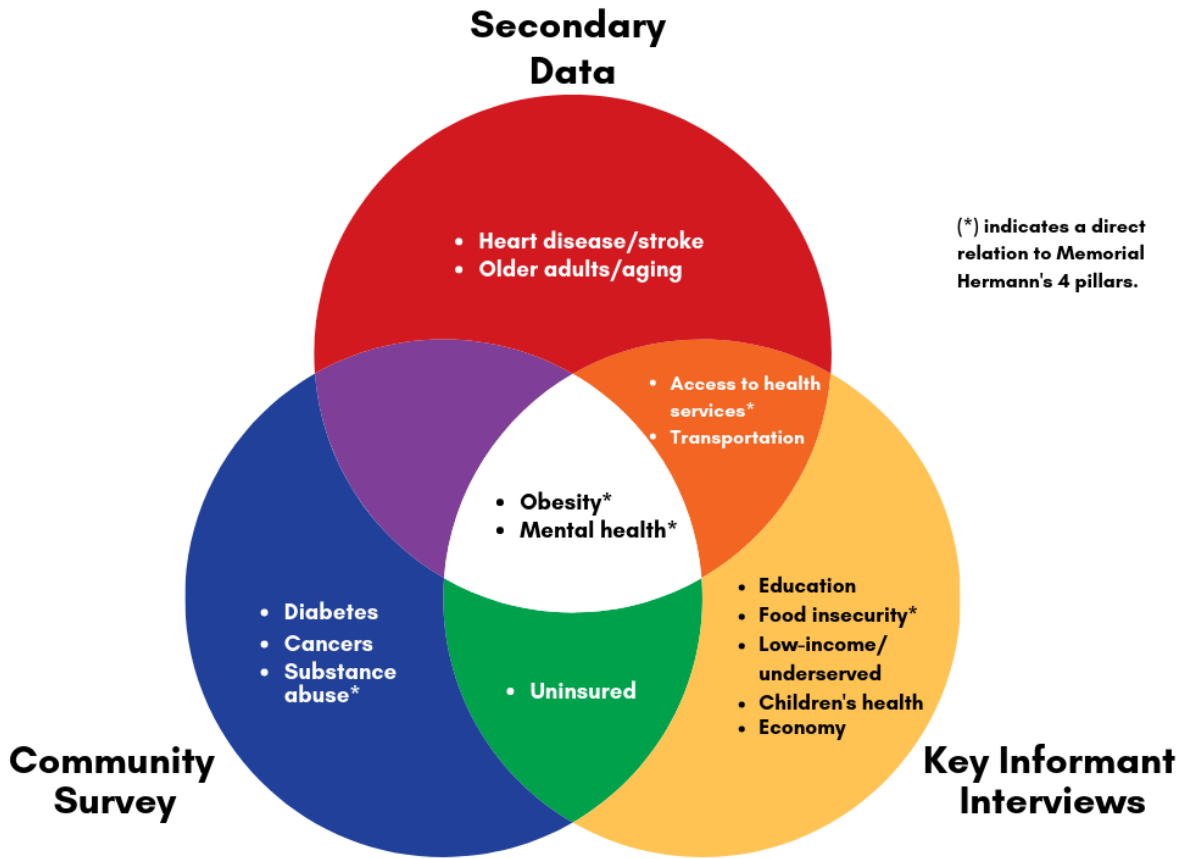 Secondary
Data
• Heart disease/stroke
• Older adults/aging
(*) indicates a direct
relation to Memorial
Hermann's 4 pillars.
• Access to health
services*
• Transportation
• Obesity*
• Mental health*
• Diabetes
• Cancers
• Substance
abuse*
• Uninsured
• Education
• Food insecurity*
• Low-income/
underserved
• Children's health
• Economy
Community
Survey
Key Informant
Interviews